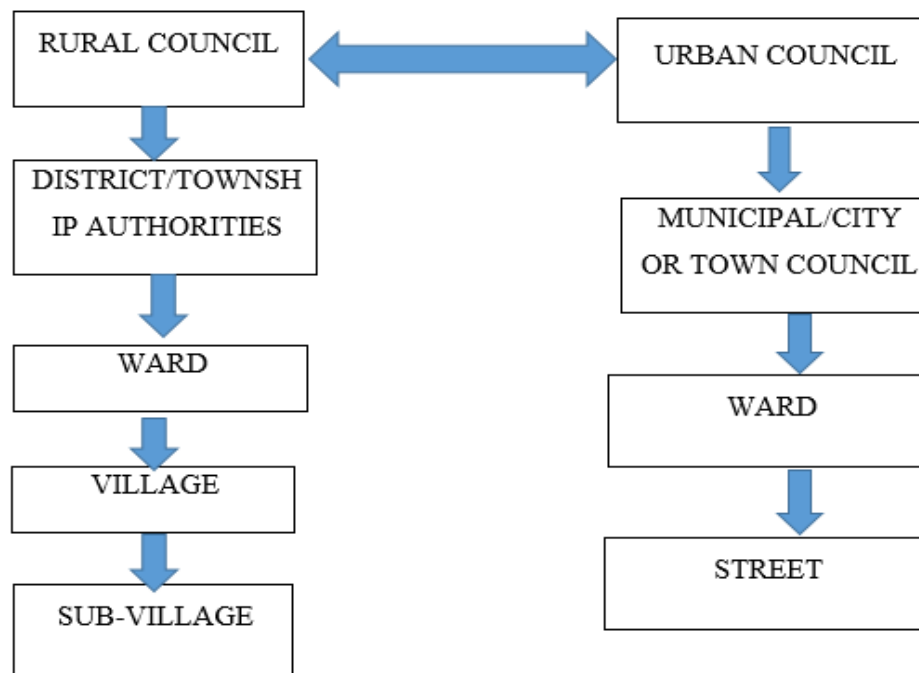 RURAL COUNCIL
DISTRICT/TOWNSH
IP AUTHORITIES
WARD
VILLAGE
SUB-VILLAGE
URBAN COUNCIL
MUNICIPAL/CITY
OR TOWN COUNCIL
WARD
STREET